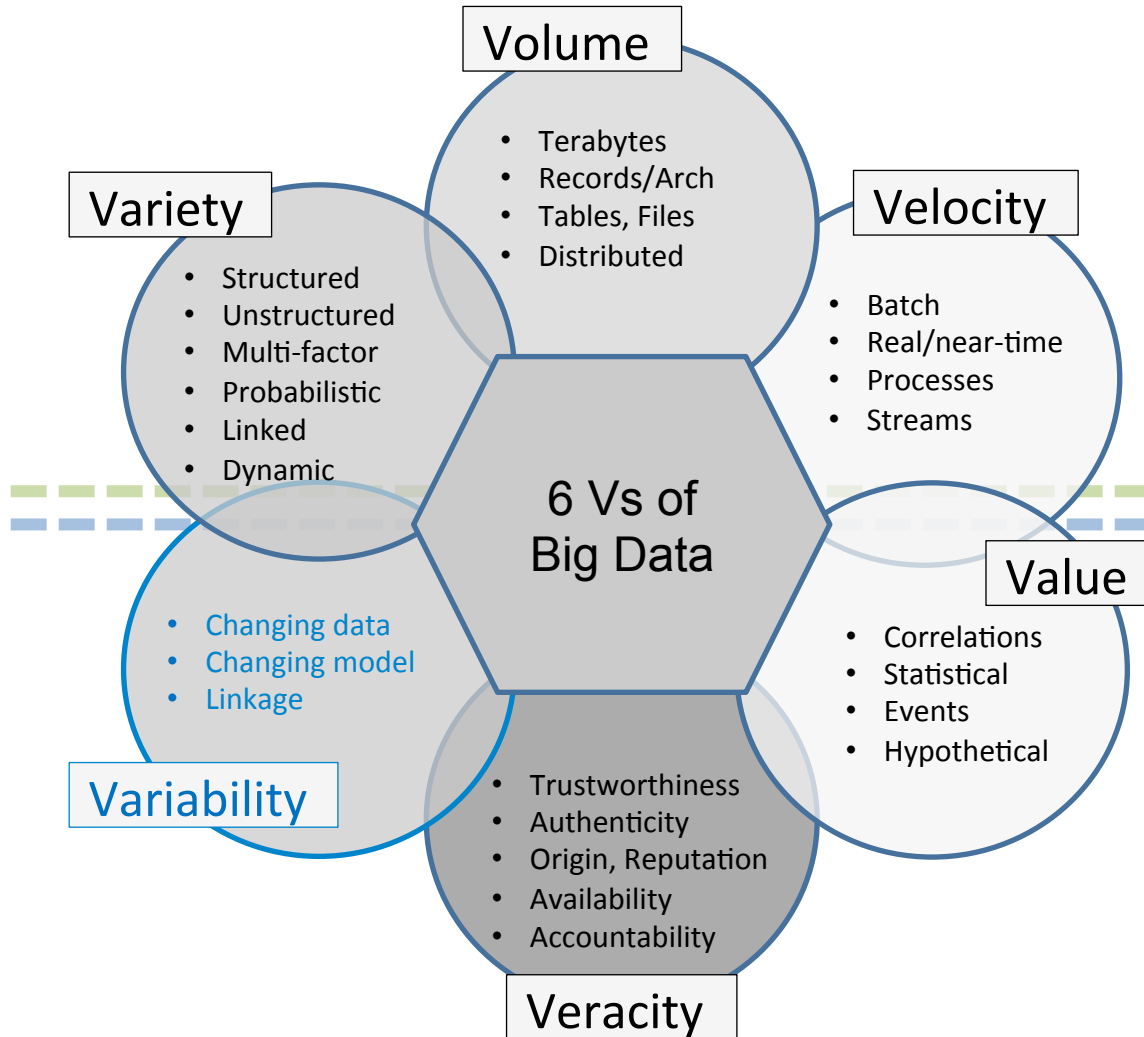 Volume
• Terabytes
• Records/Arch
• Tables, Files
• Distributed
Variety
• Structured
• Unstructured
• Multi-factor
• Probabilistic
• Linked
• Dynamic
Velocity
• Batch
• Real/near-time
• Processes
• Streams
6 Vs of
Big Data
Value
• Correlations
• Statistical
• Events
• Hypothetical
• Changing data
• Changing model
• Linkage
Variability
• Trustworthiness
• Authenticity
• Origin, Reputation
• Availability
• Accountability
Veracity